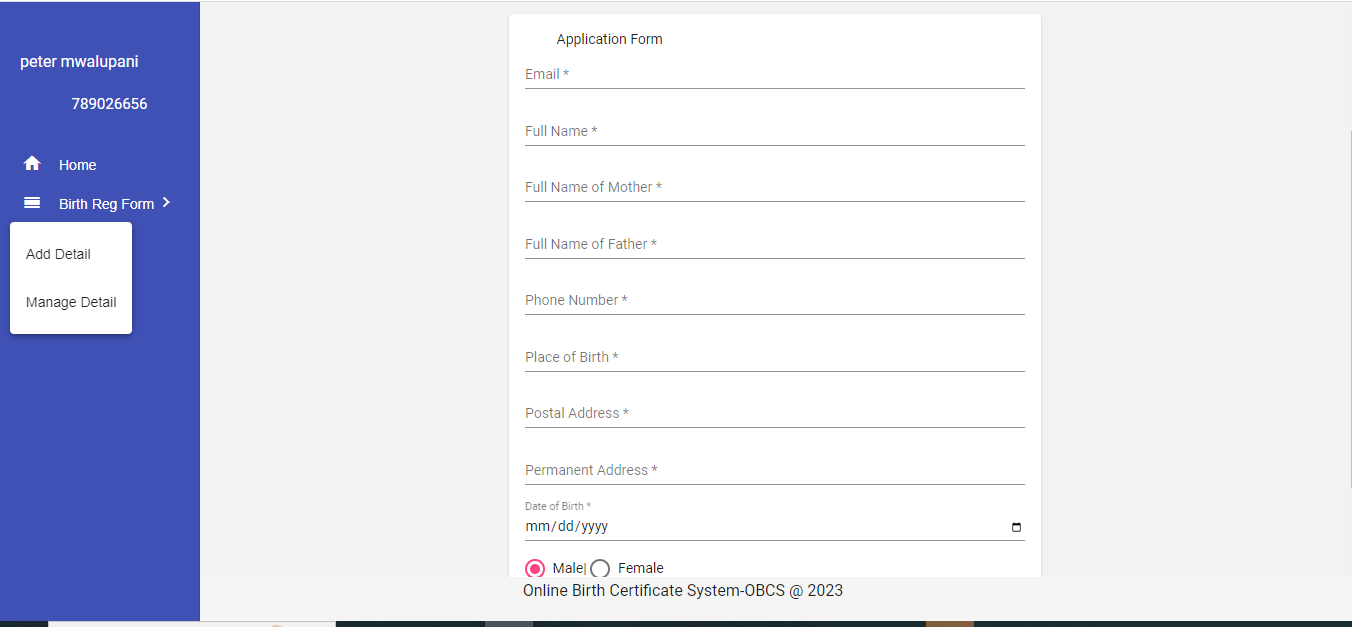 peter mwalupani
789026656
Home
Birth Reg Form
Add Detail
Manage Detail
Application Form
Email *
Full Name *
Full Name of Mother *
Full Name of Father *
Phone Number *
Place of Birth *
Postal Address *
Permanent Address *
Date of Birth *
mm/dd/yyyy
Male| Female
Online Birth Certificate System-OBCS @ 2023